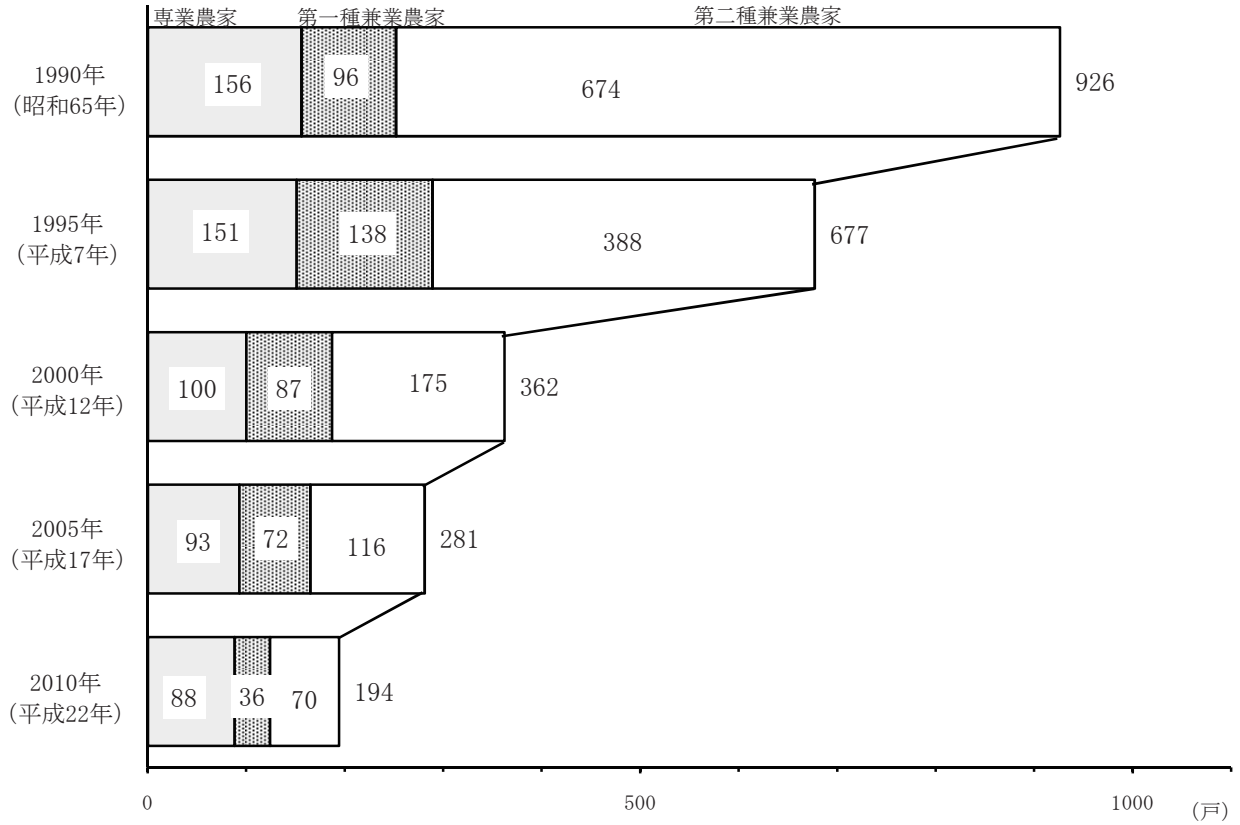 専業農家 第一種兼業農家 第二種兼業農家
1990年
（昭和65年）
156 96 674 926
1995年
（平成7年）
151 138 388 677
2000年
（平成12年）
100 87 175 362
2005年
（平成17年）
93 72 116 281
2010年
（平成22年）
88 36 70 194
0 500 1000 （戸）